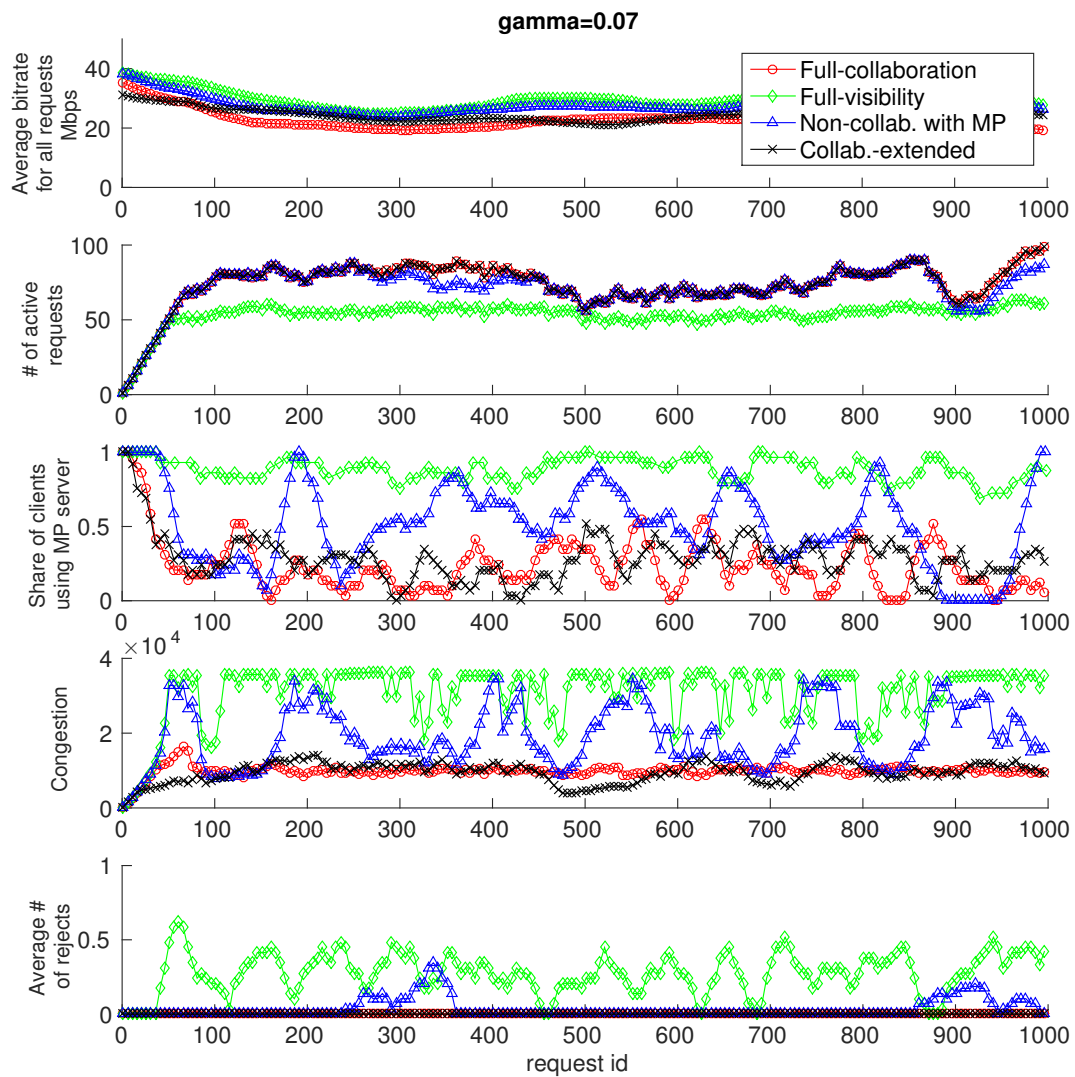 gamma=0.07
Average bitrate
for all requests
Mbps
40
20
0
0 100 200 300 400 500 600 700 800 900 1000
Full-collaboration
Full-visibility
Non-collab. with MP
Collab.-extended
# of active
requests
100
50
0
0 100 200 300 400 500 600 700 800 900 1000
Share of clients
using MP server
1
0.5
0
0 100 200 300 400 500 600 700 800 900 1000
× 10⁴
Congestion
4
2
0
0 100 200 300 400 500 600 700 800 900 1000
Average #
of rejects
1
0.5
0
0 100 200 300 400 500 600 700 800 900 1000
request id